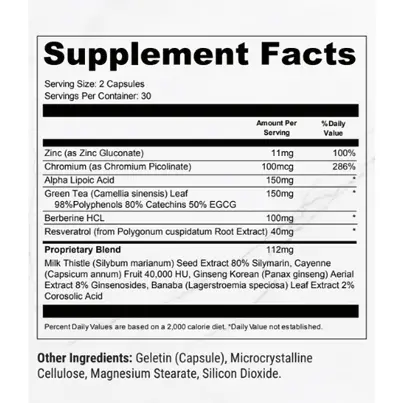 Supplement Facts
Serving Size: 2 Capsules
Servings Per Container: 30
Amount Per Serving %Daily Value
Zinc (as Zinc Gluconate) 11mg 100%
Chromium (as Chromium Picolinate) 100mcg 286%
Alpha Lipoic Acid 150mg *
Green Tea (Camellia sinensis) Leaf 150mg *
98%Polyphenols 80% Catechins 50% EGCG
Berberine HCL 100mg *
Resveratrol (from Polygonum cuspidatum Root Extract) 40mg *
Proprietary Blend 112mg
Milk Thistle (Silybum marianum) Seed Extract 80% Silymarin, Cayenne
(Capsicum annum) Fruit 40,000 HU, Ginseng Korean (Panax ginseng) Aerial
Extract 8% Ginsenosides, Banaba (Lagerstroemia speciosa) Leaf Extract 2%
Corosolic Acid
Percent Daily Values are based on a 2,000 calorie diet. *Daily Value not established.
Other Ingredients: Geletin (Capsule), Microcrystalline
Cellulose, Magnesium Stearate, Silicon Dioxide.